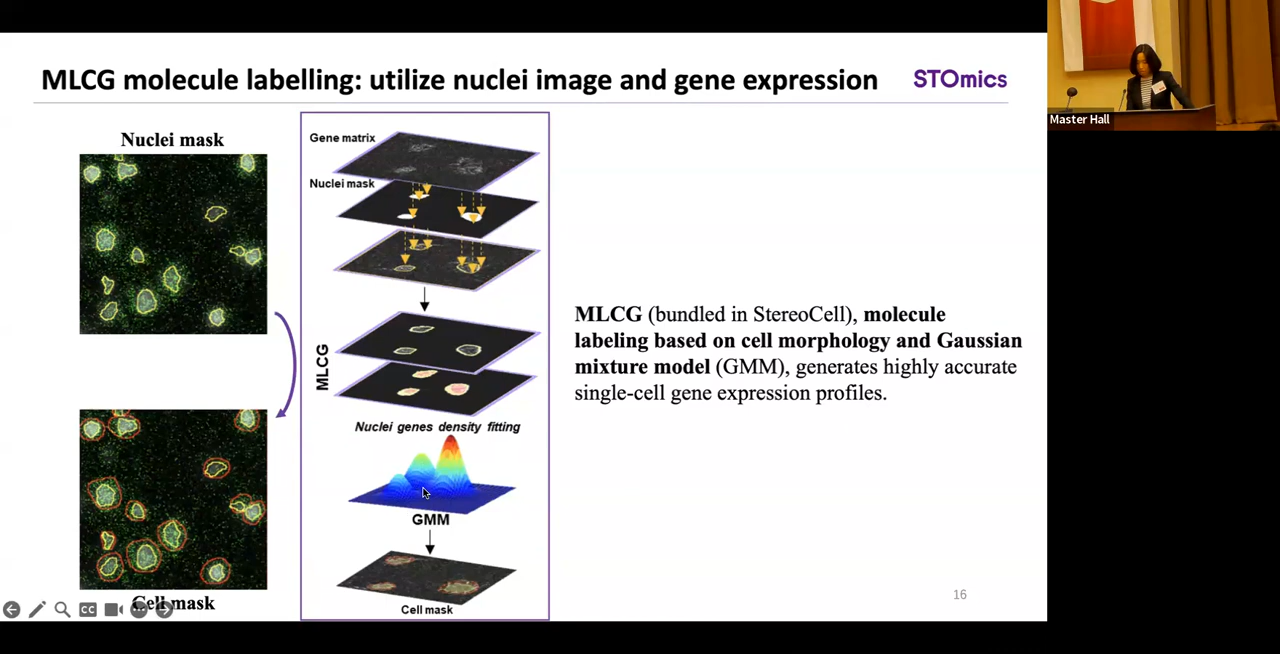 MLCG molecule labelling: utilize nuclei image and gene expression
STOmics
Master Hall
Nuclei mask
Cell mask
Gene matrix
Nuclei mask
MLCG
Nuclei genes density fitting
GMM
Cell mask
MLCG (bundled in StereoCell), molecule
labeling based on cell morphology and Gaussian
mixture model (GMM), generates highly accurate
single-cell gene expression profiles.
16
CC